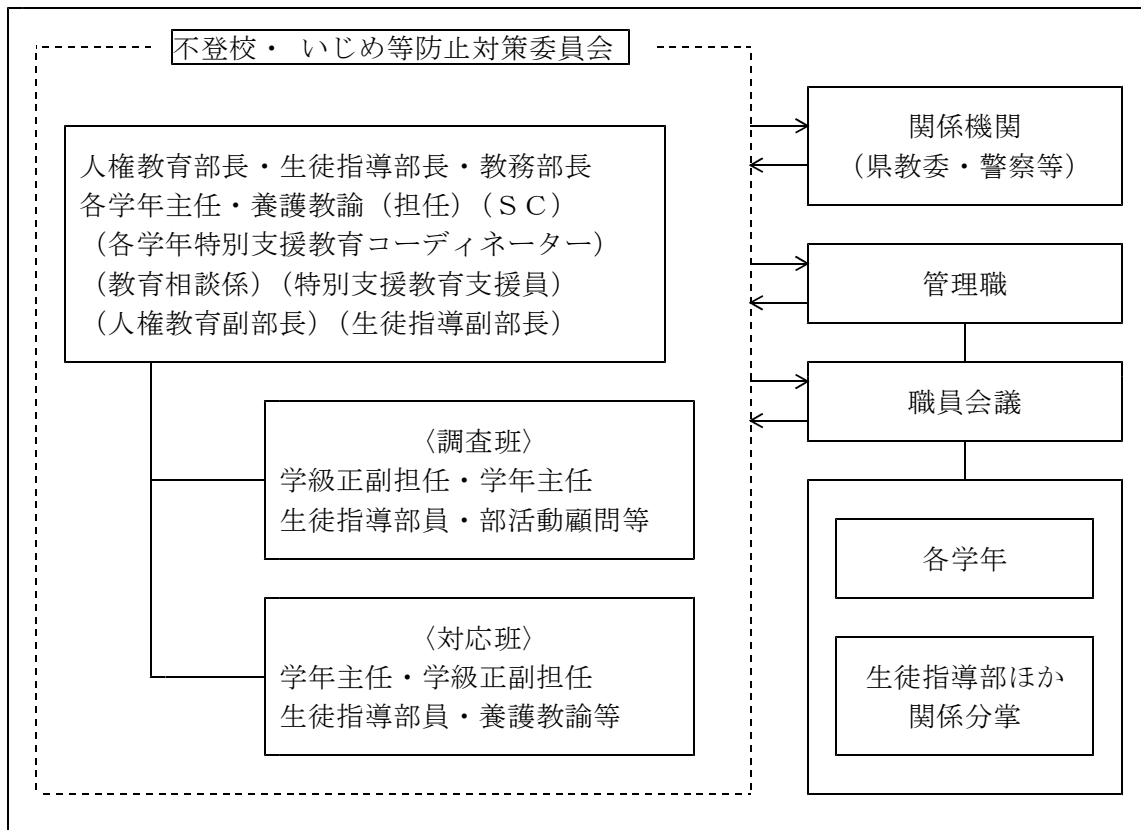 不登校・ いじめ等防止対策委員会
人権教育部長・生徒指導部長・教務部長
各学年主任・養護教諭（担任）（ＳＣ）
（各学年特別支援教育コーディネーター）
（教育相談係）（特別支援教育支援員）
（人権教育副部長）（生徒指導副部長）
〈調査班〉
学級正副担任・学年主任
生徒指導部員・部活動顧問等
〈対応班〉
学年主任・学級正副担任
生徒指導部員・養護教諭等
関係機関
（県教委・警察等）
管理職
職員会議
各学年
生徒指導部ほか
関係分掌